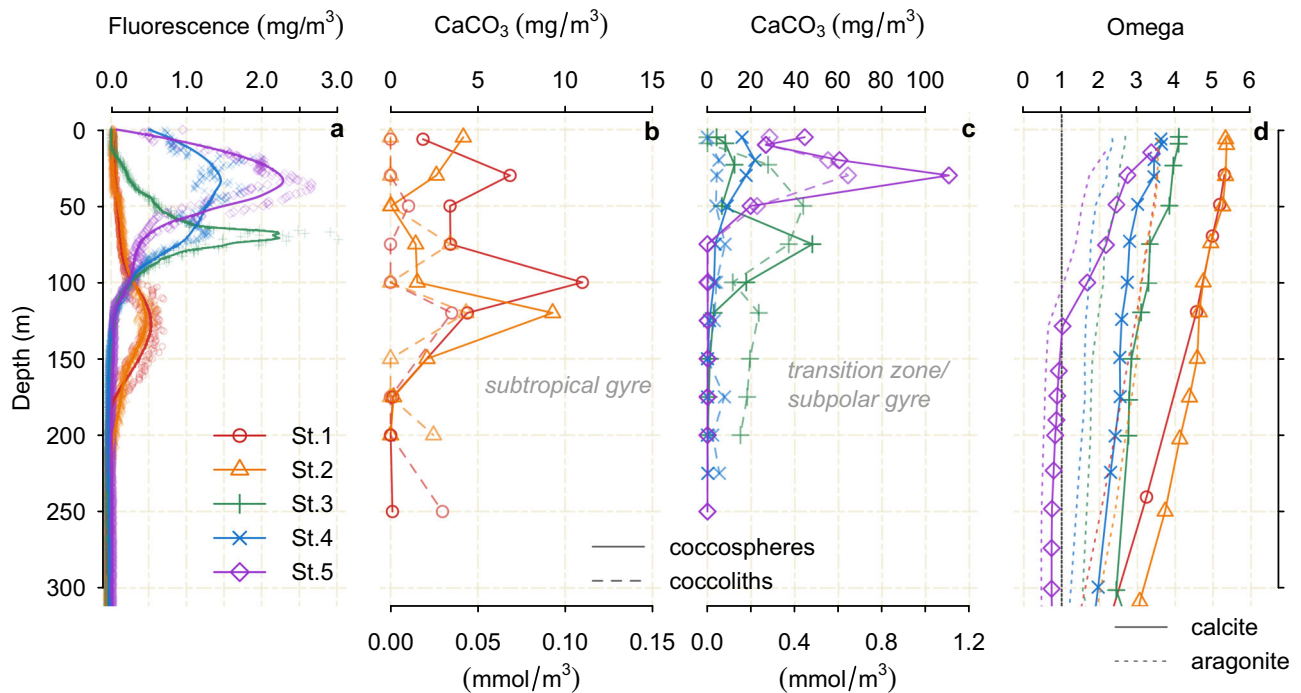 Fluorescence (mg/m³) CaCO₃ (mg/m³) CaCO₃ (mg/m³) Omega
0.0 1.0 2.0 3.0 0 5 10 15 0 20 40 60 80 100 0 1 2 3 4 5 6
a b c d
Depth (m)
0
50
100
150
200
250
300
subtropical gyre
transition zone/
subpolar gyre
St.1
St.2
St.3
St.4
St.5
coccospheres
coccoliths
0.00 0.05 0.10 0.15 0.0 0.4 0.8 1.2
(mmol/m³) (mmol/m³)
calcite
aragonite